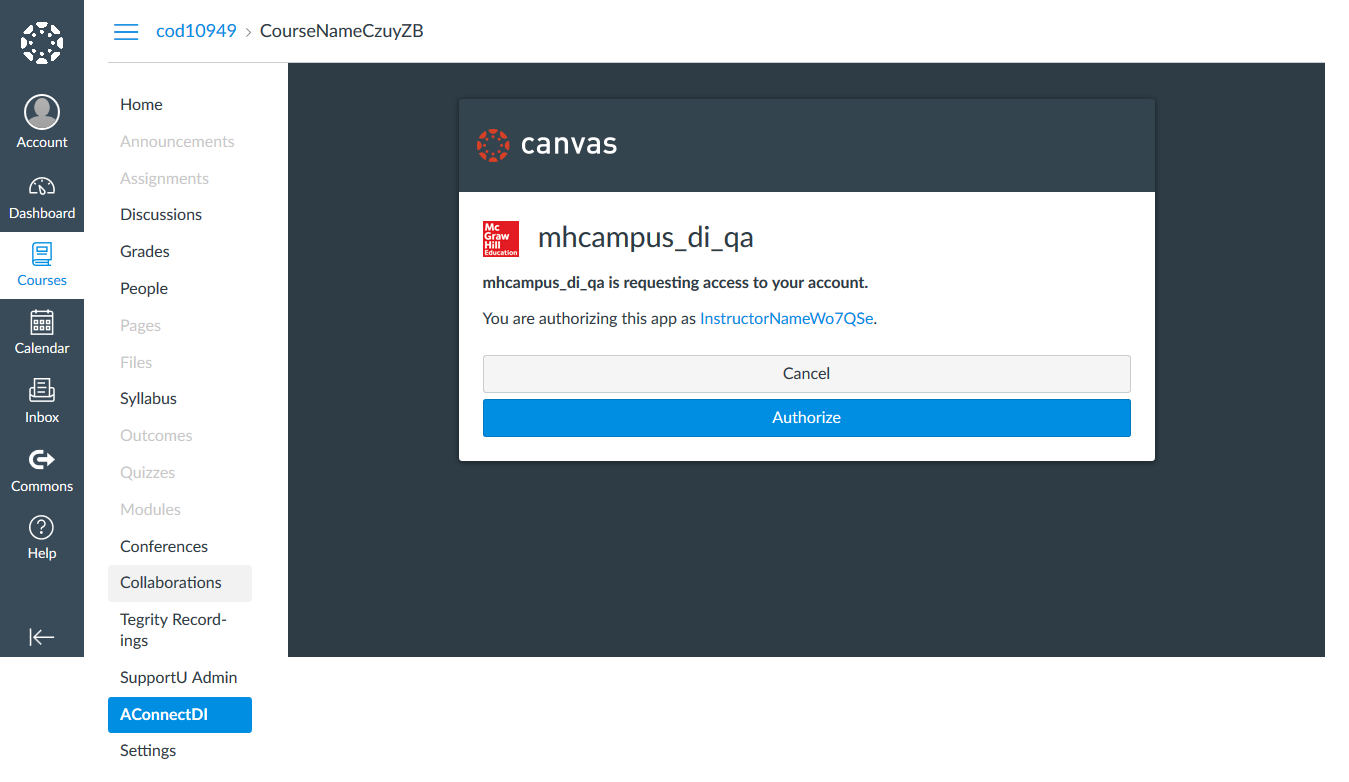 cod10949 › CourseNameCzuyZB
Account
Dashboard
Courses
Calendar
Inbox
Commons
Help
Home
Announcements
Assignments
Discussions
Grades
People
Pages
Files
Syllabus
Outcomes
Quizzes
Modules
Conferences
Collaborations
Tegrity Record-
ings
SupportU Admin
AConnectDI
Settings
canvas
Mc
Graw
Hill
Education
mhcampus_di_qa
mhcampus_di_qa is requesting access to your account.
You are authorizing this app as InstructorNameWo7QSe.
Cancel
Authorize